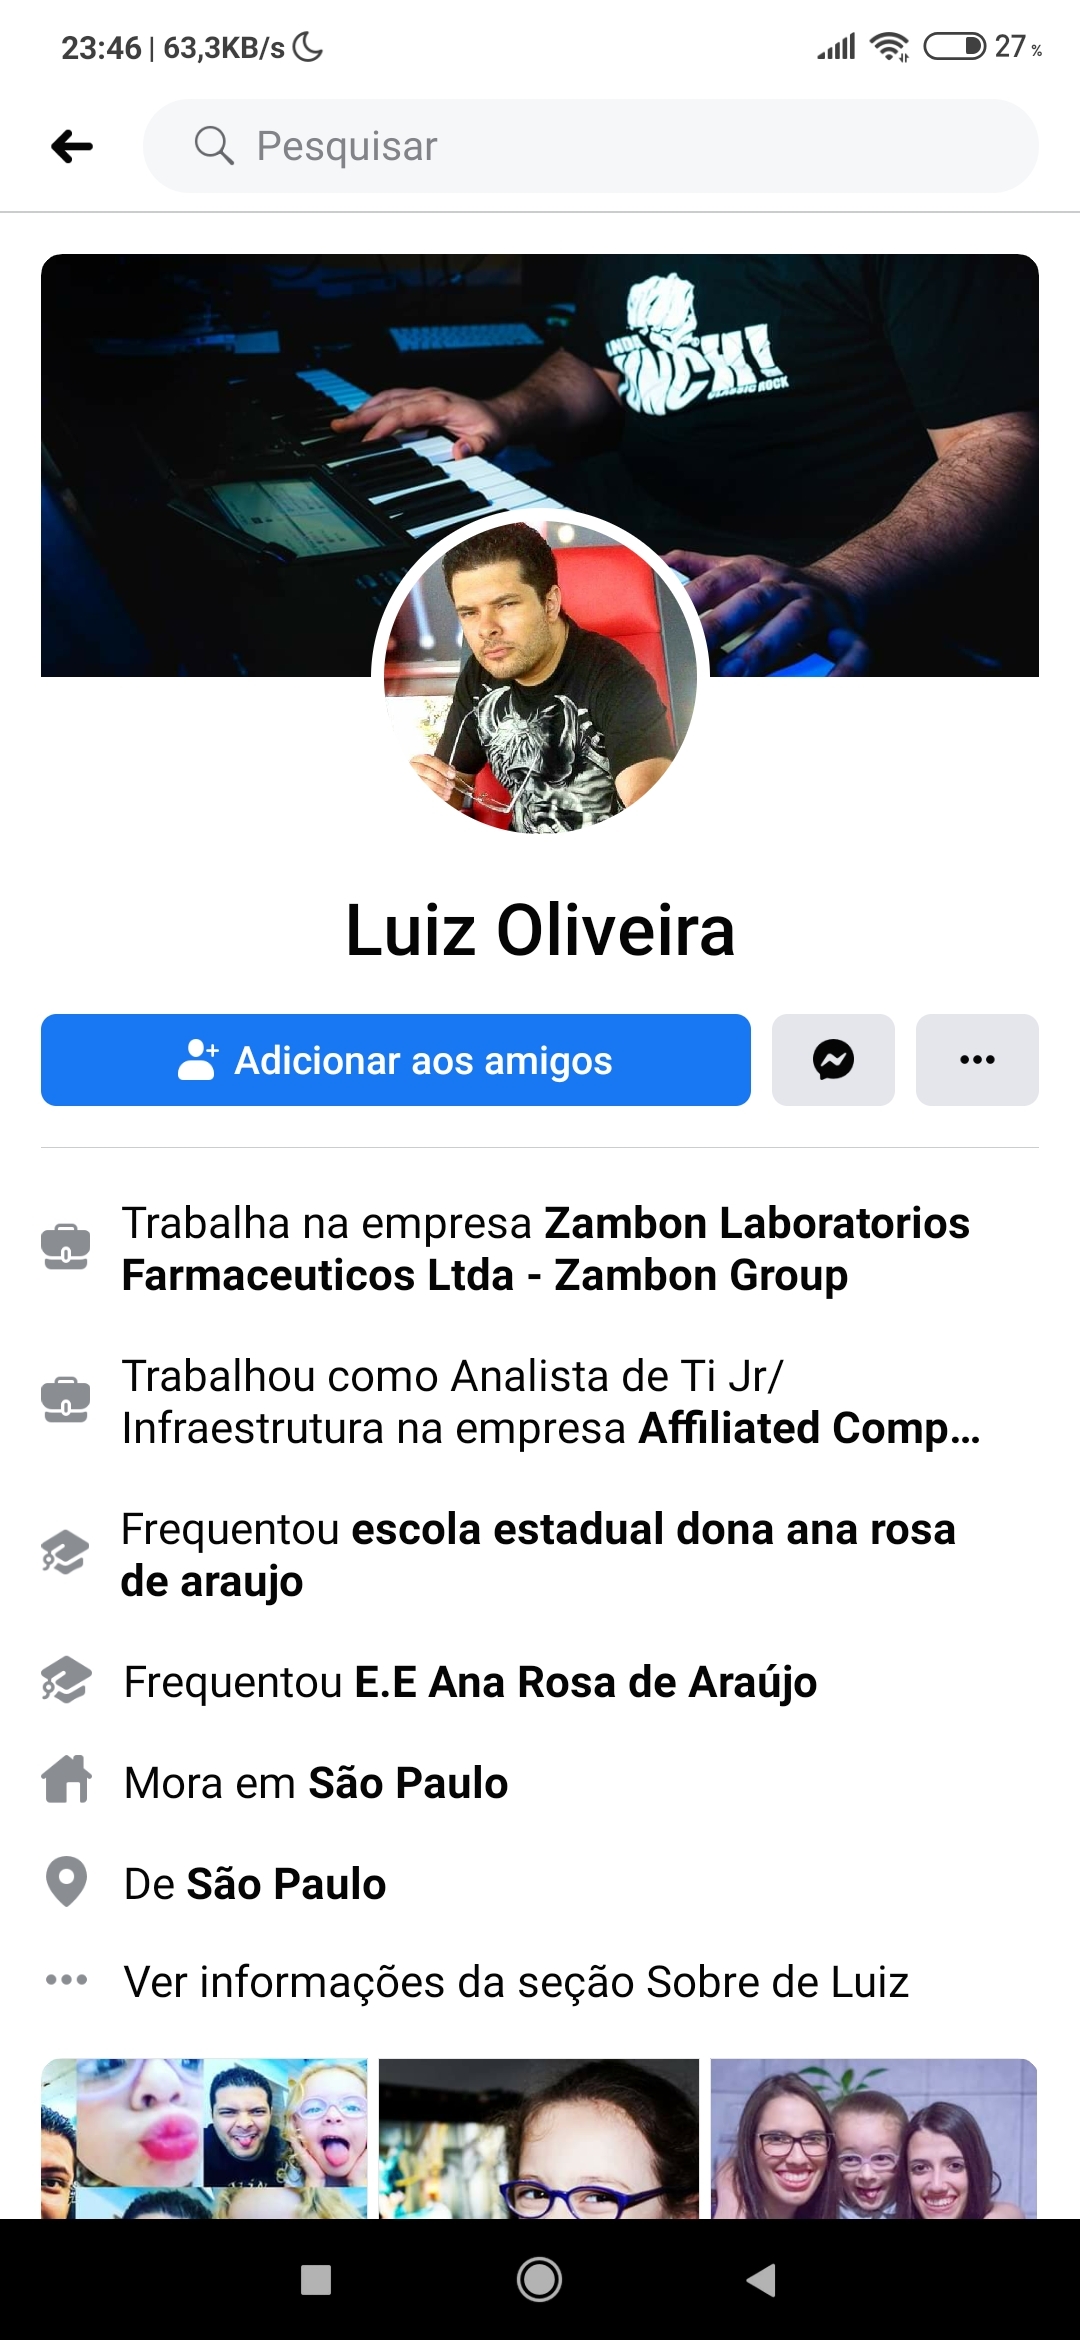 23:46 | 63,3KB/s
27 %
Pesquisar
CLASSIC ROCK
Luiz Oliveira
Adicionar aos amigos
Trabalha na empresa Zambon Laboratorios
Farmaceuticos Ltda - Zambon Group
Trabalhou como Analista de Ti Jr/
Infraestrutura na empresa Affiliated Comp...
Frequentou escola estadual dona ana rosa
de araujo
Frequentou E.E Ana Rosa de Araújo
Mora em São Paulo
De São Paulo
Ver informações da seção Sobre de Luiz